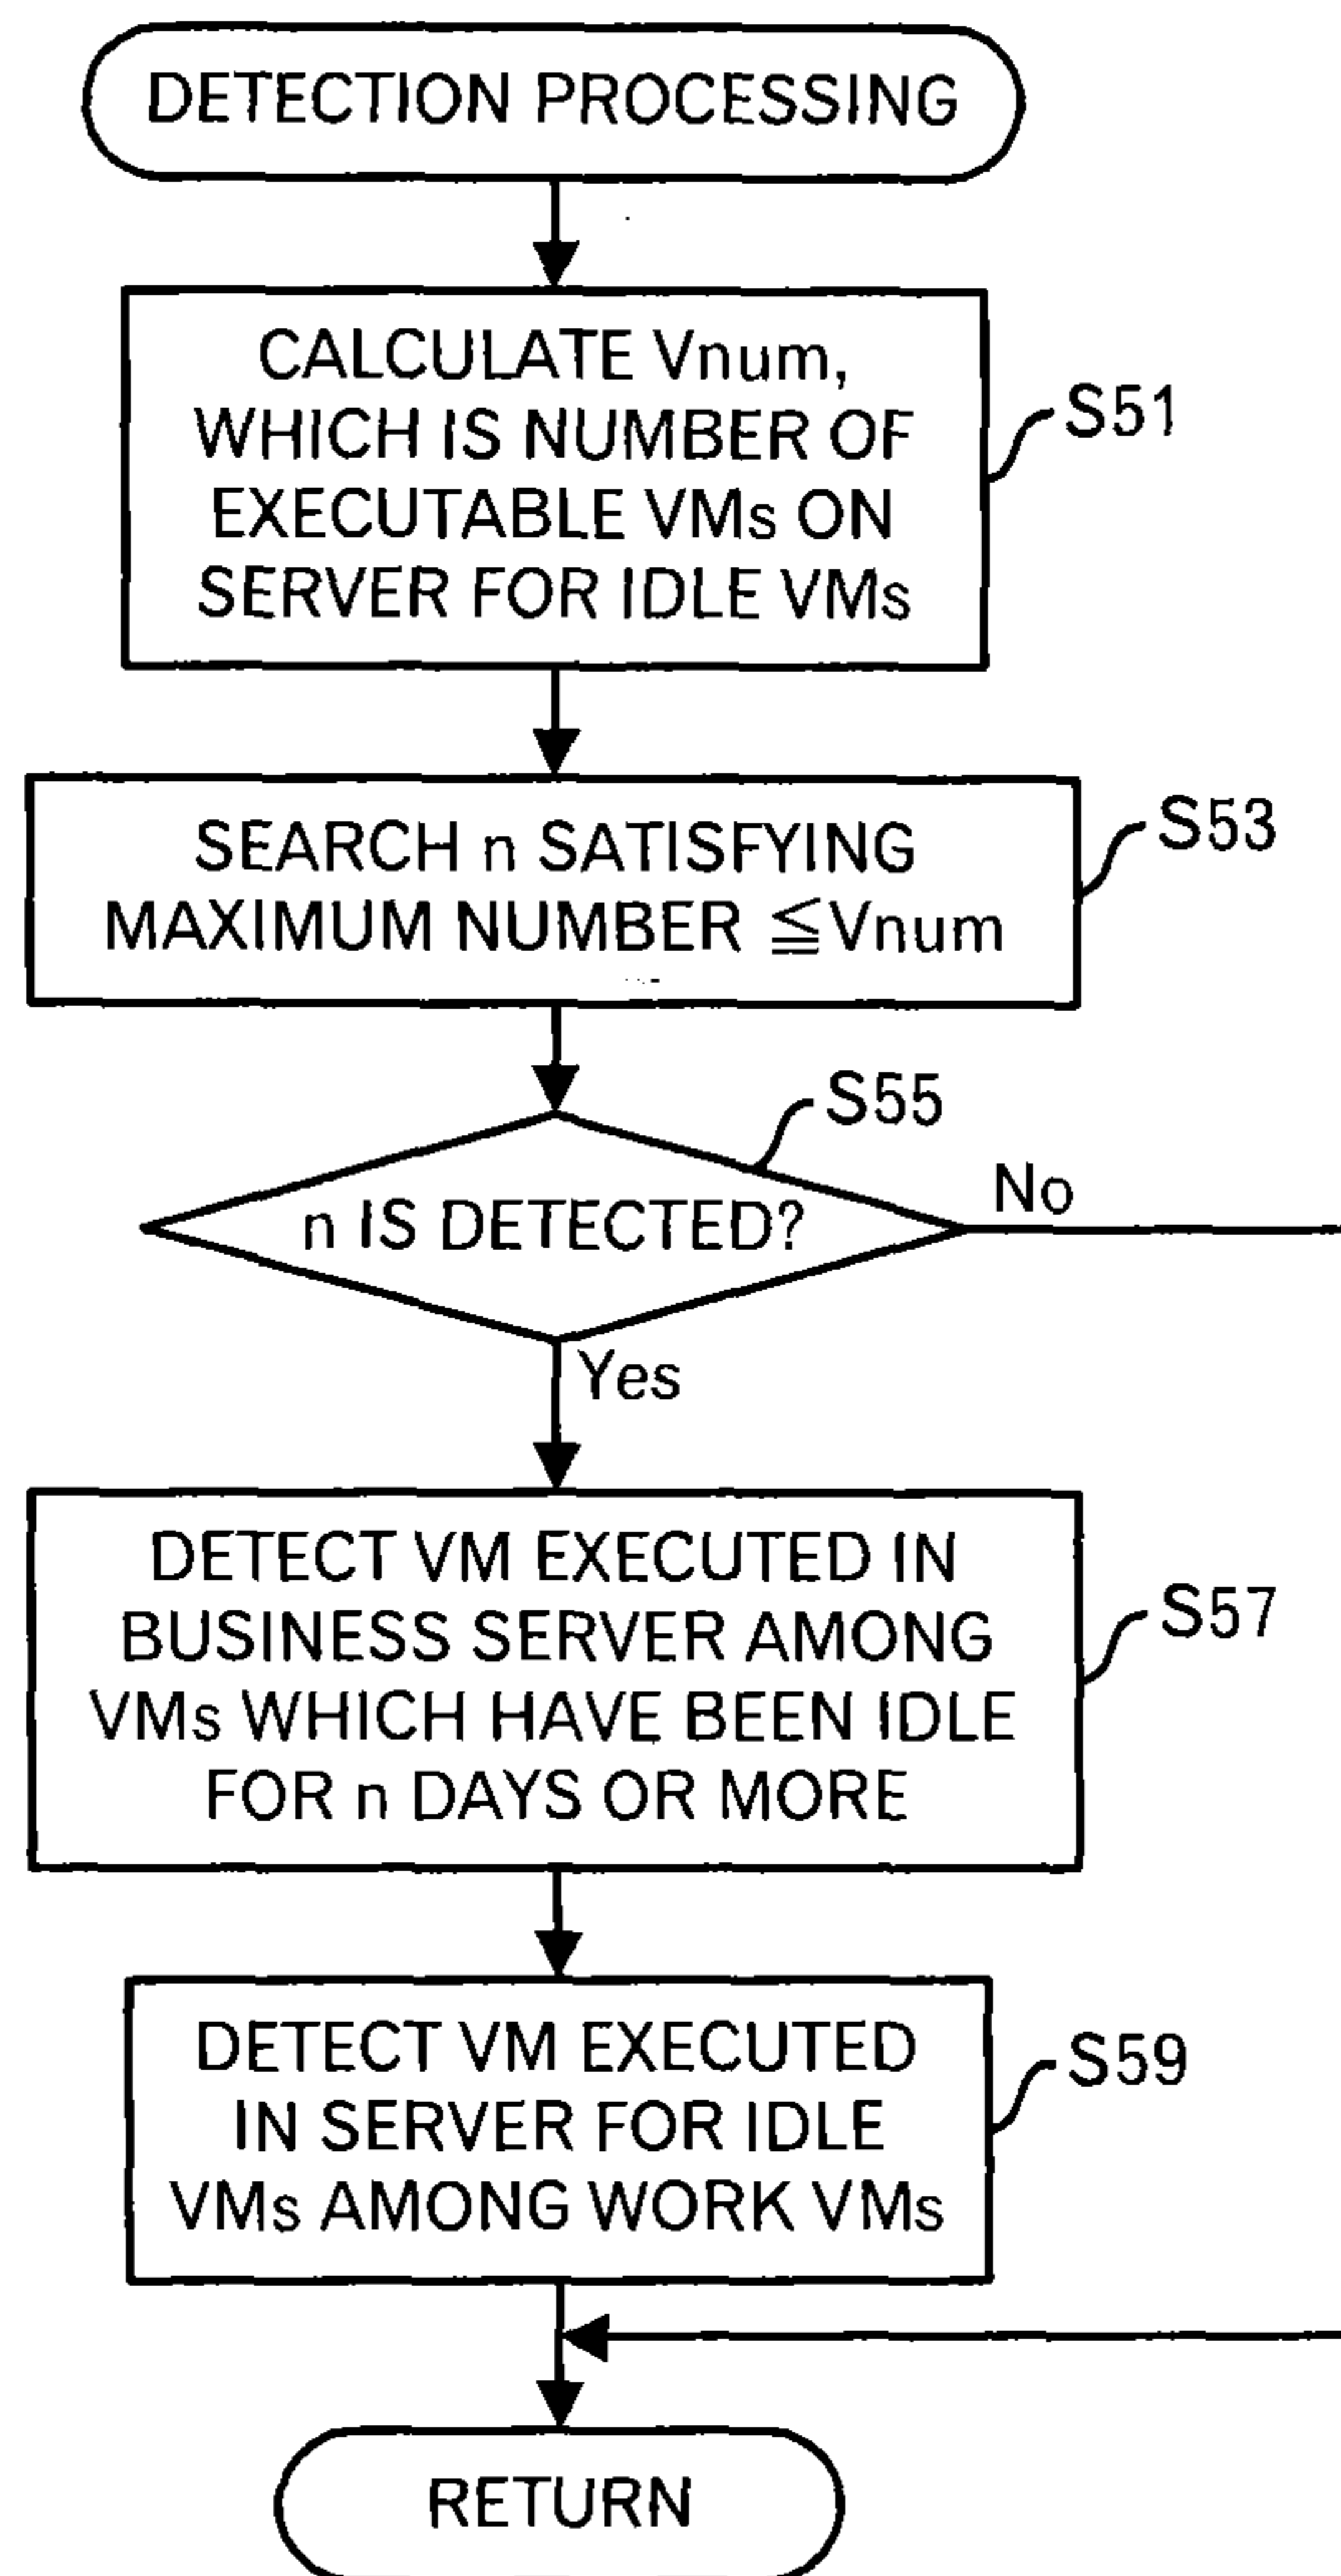 DETECTION PROCESSING
CALCULATE Vnum,
WHICH IS NUMBER OF
EXECUTABLE VMs ON
SERVER FOR IDLE VMs
S51
SEARCH n SATISFYING
MAXIMUM NUMBER ≦Vnum
S53
S55
n IS DETECTED?
No
Yes
DETECT VM EXECUTED IN
BUSINESS SERVER AMONG
VMs WHICH HAVE BEEN IDLE
FOR n DAYS OR MORE
S57
DETECT VM EXECUTED
IN SERVER FOR IDLE
VMs AMONG WORK VMs
S59
RETURN